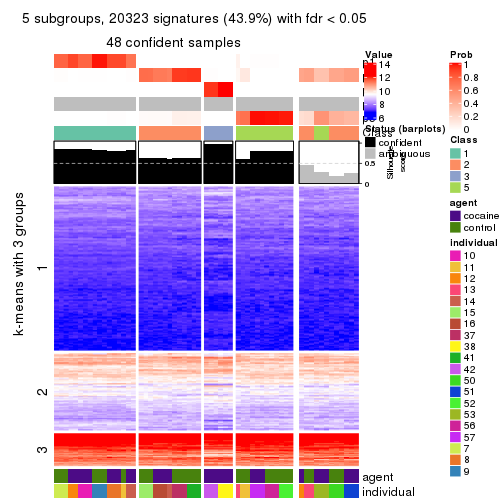 5 subgroups, 20323 signatures (43.9%) with fdr < 0.05
48 confident samples
k-means with 3 groups
1
2
3
Class
1
0.5
0
Silhouette
score
agent
individual
Value
14
12
10
8
6
Status (barplots)
confident
ambiguous
Prob
1
0.8
0.6
0.4
0.2
0
Class
1
2
3
5
agent
cocaine
control
individual
10
11
12
13
14
15
16
37
38
41
42
50
51
52
53
56
57
7
8
9